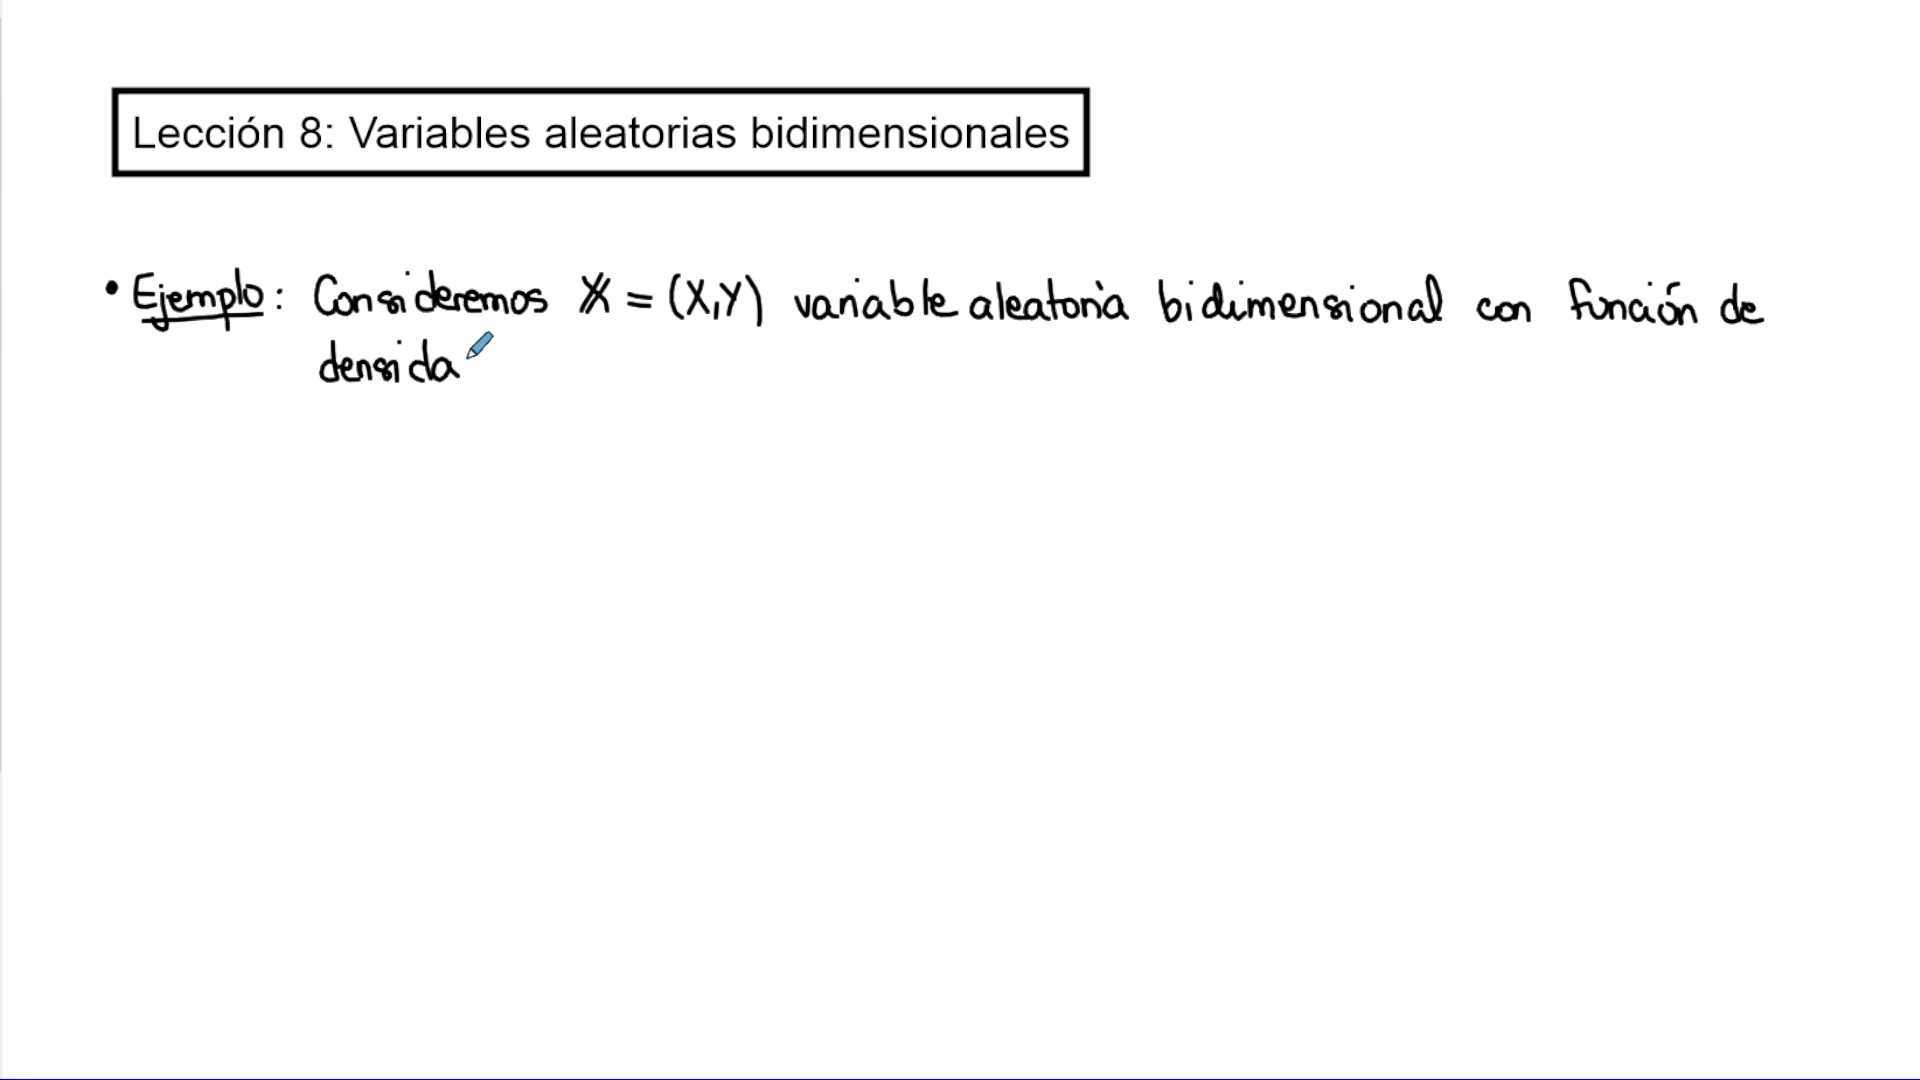 Lección 8: Variables aleatorias bidimensionales
• Ejemplo: Consideremos 𝕏 = (X,Y) variable aleatoria bidimensional con función de
densida